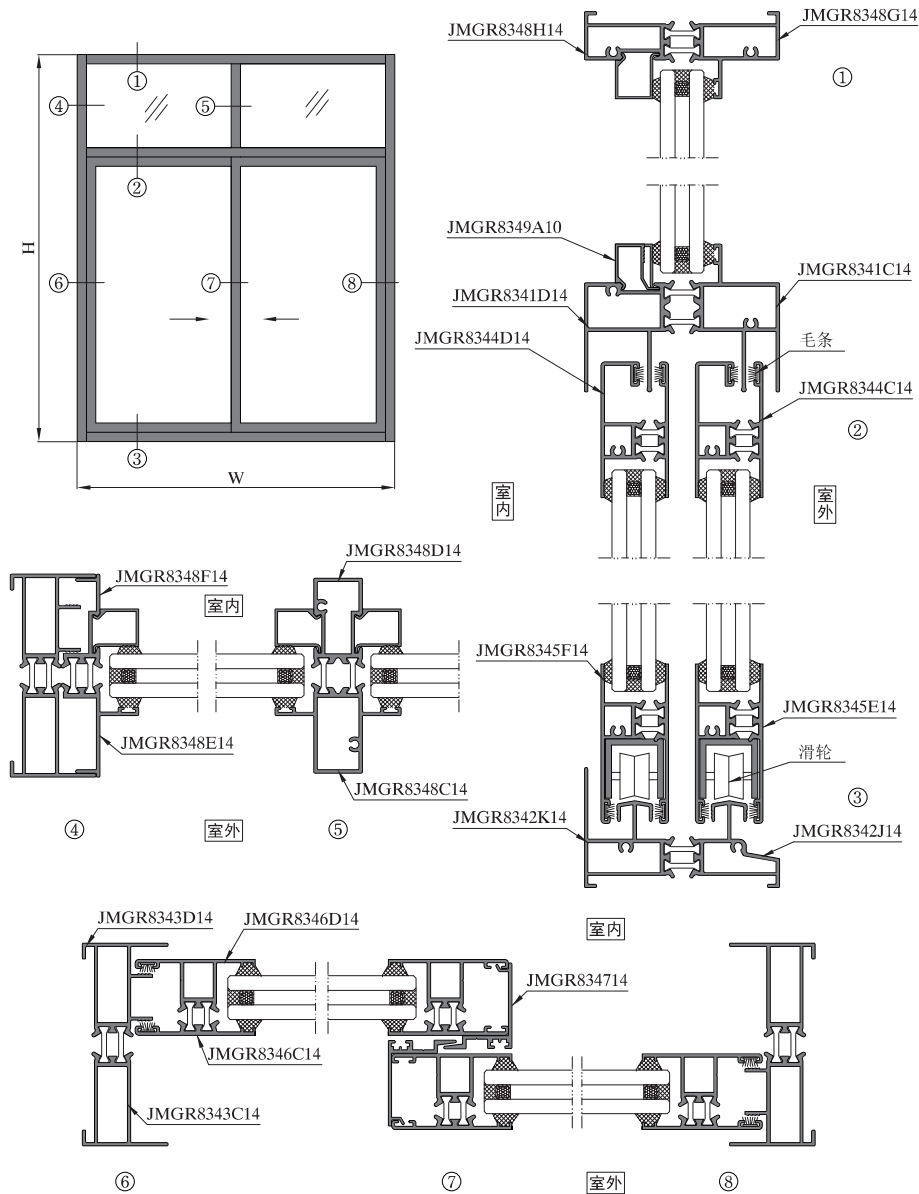 JMGR8348H14
JMGR8348G14
①
①
④
⑤
②
H
⑥
⑦
⑧
③
W
JMGR8349A10
JMGR8341C14
JMGR8341D14
JMGR8344D14
毛条
JMGR8344C14
②
室内
室外
JMGR8348D14
JMGR8348F14
室内
JMGR8348E14
JMGR8348C14
④
室外
⑤
JMGR8345F14
JMGR8345E14
滑轮
③
JMGR8342K14
JMGR8342J14
JMGR8343D14
JMGR8346D14
室内
JMGR834714
JMGR8346C14
JMGR8343C14
⑥
⑦
室外
⑧